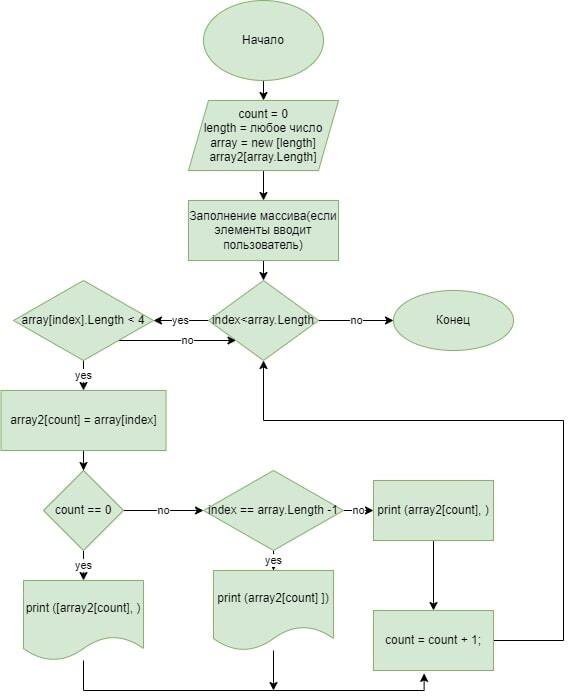 Начало
count = 0
length = любое число
array = new [length]
array2[array.Length]
Заполнение массива(если
элементы вводит
пользователь)
array[index].Length < 4
yes
index<array.Length
no
Конец
no
yes
array2[count] = array[index]
count == 0
no
index == array.Length -1
no
print (array2[count], )
yes
yes
print ([array2[count], )
print (array2[count] ])
count = count + 1;